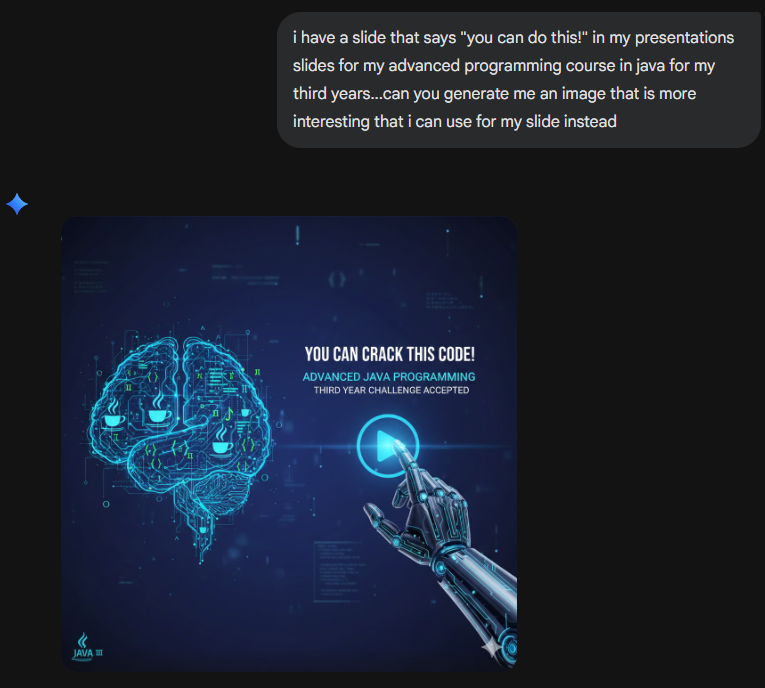 i have a slide that says "you can do this!" in my presentations
slides for my advanced programming course in java for my
third years...can you generate me an image that is more
interesting that i can use for my slide instead
YOU CAN CRACK THIS CODE!
ADVANCED JAVA PROGRAMMING
THIRD YEAR CHALLENGE ACCEPTED
JAVA